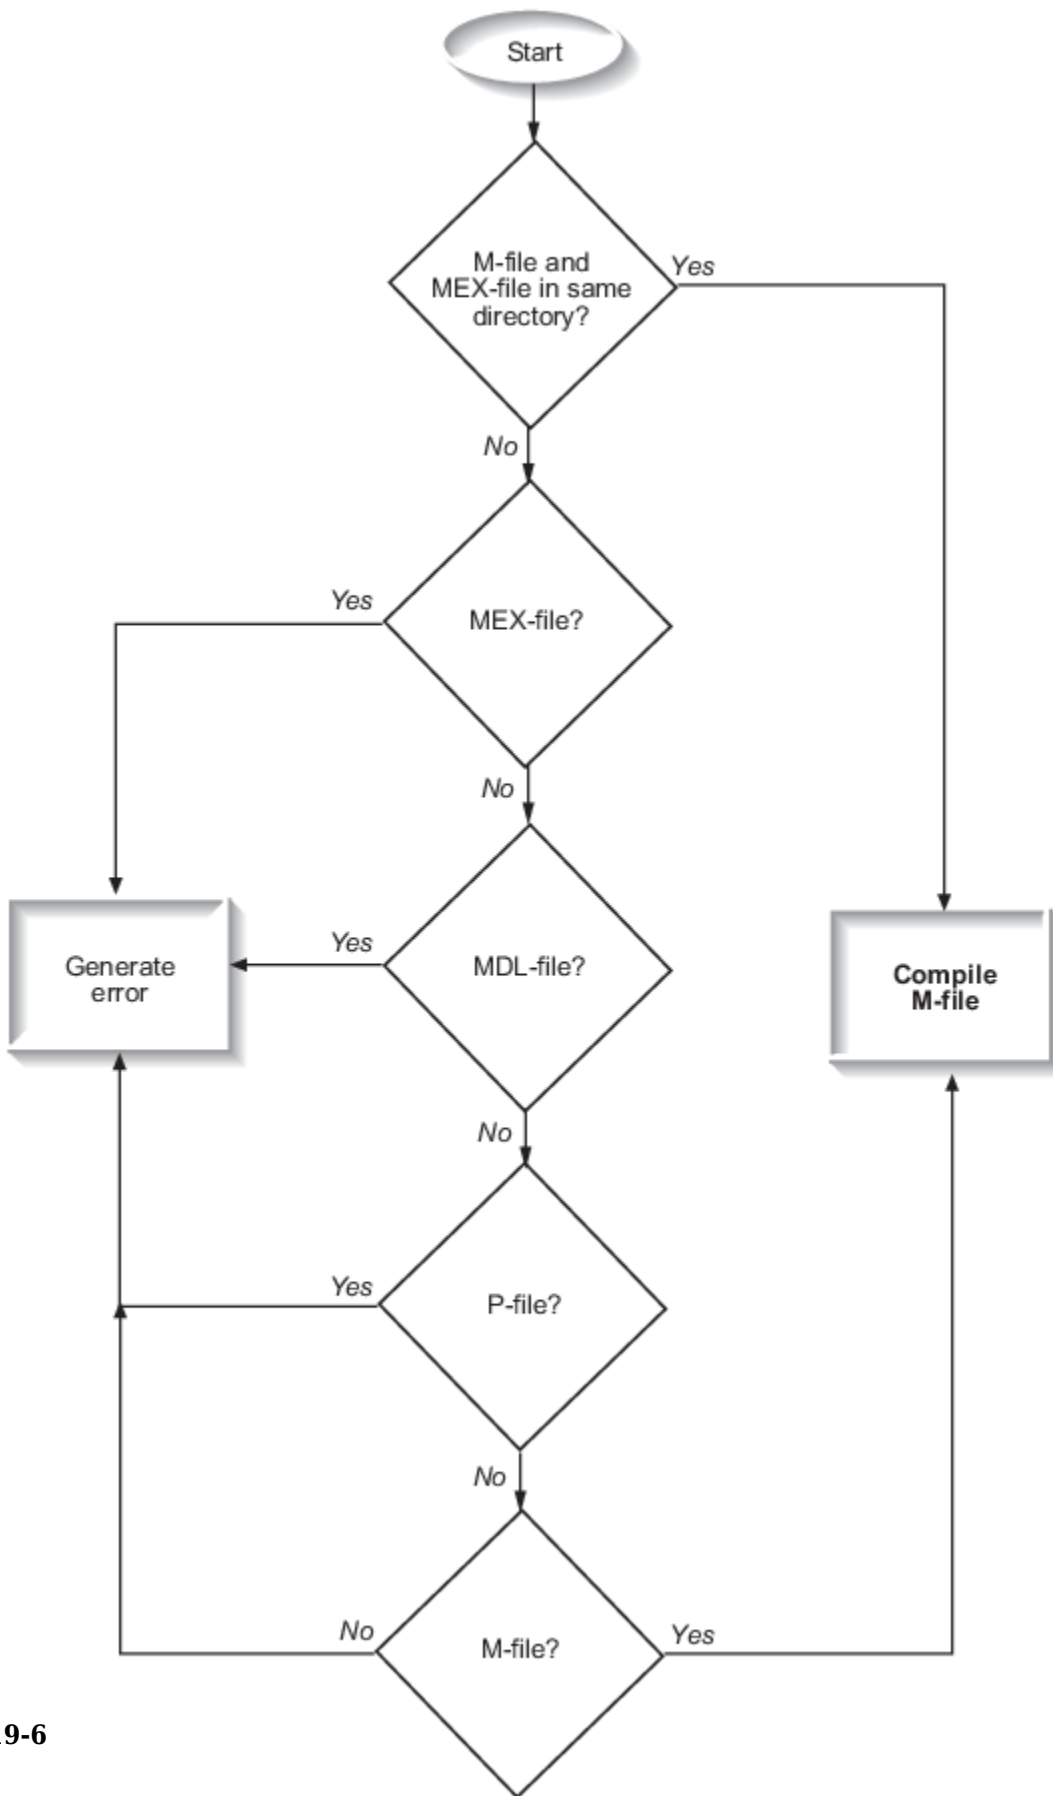 Start
M-file and
MEX-file in same
directory?
Yes
No
MEX-file?
Yes
No
MDL-file?
Yes
Generate
error
Compile
M-file
No
P-file?
Yes
No
M-file?
No
Yes
9-6